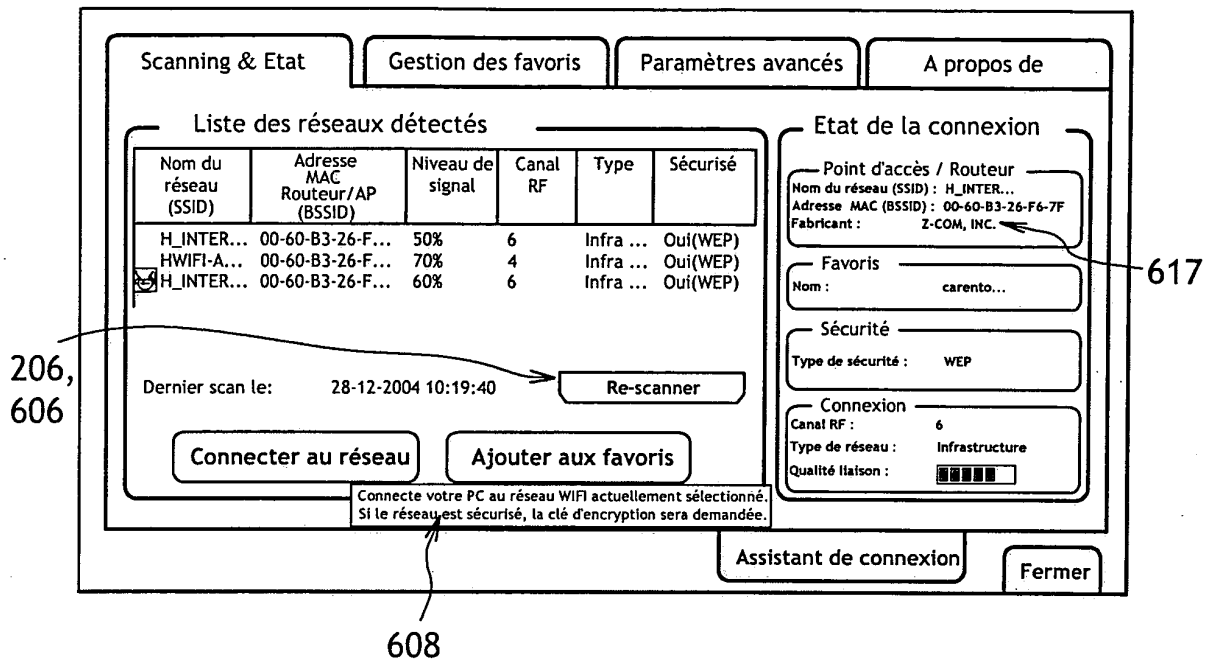 Scanning & Etat
Gestion des favoris
Paramètres avancés
A propos de
Liste des réseaux détectés
Nom du réseau (SSID)
Adresse MAC Routeur/AP (BSSID)
Niveau de signal
Canal RF
Type
Sécurisé
H_INTER... 00-60-B3-26-F... 50% 6 Infra ... Oui(WEP)
HWIFI-A... 00-60-B3-26-F... 70% 4 Infra ... Oui(WEP)
H_INTER... 00-60-B3-26-F... 60% 6 Infra ... Oui(WEP)
Dernier scan le: 28-12-2004 10:19:40
Re-scanner
Connecter au réseau
Ajouter aux favoris
Connecte votre PC au réseau WIFI actuellement sélectionné.
Si le réseau est sécurisé, la clé d'encryption sera demandée.
Etat de la connexion
Point d'accès / Routeur
Nom du réseau (SSID) : H_INTER...
Adresse MAC (BSSID) : 00-60-B3-26-F6-7F
Fabricant : Z-COM, INC.
Favoris
Nom : carento...
Sécurité
Type de sécurité : WEP
Connexion
Canal RF : 6
Type de réseau : Infrastructure
Qualité liaison :
Assistant de connexion
Fermer
206,
606
608
617